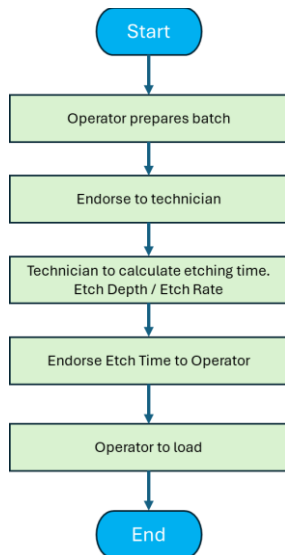 Start
Operator prepares batch
Endorse to technician
Technician to calculate etching time.
Etch Depth / Etch Rate
Endorse Etch Time to Operator
Operator to load
End